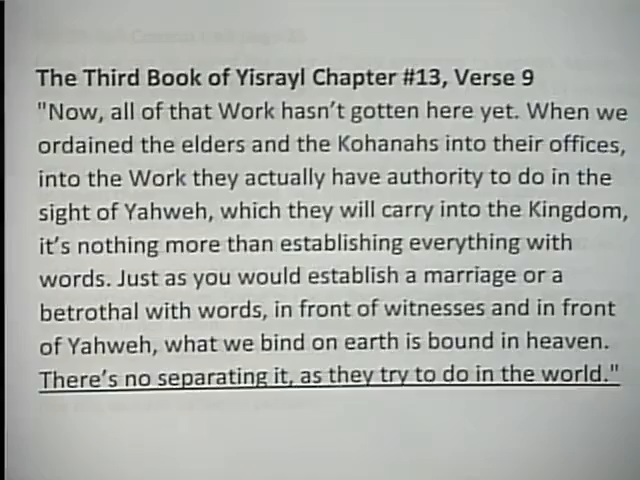 The Third Book of Yisrayl Chapter #13, Verse 9
"Now, all of that Work hasn't gotten here yet. When we
ordained the elders and the Kohanahs into their offices,
into the Work they actually have authority to do in the
sight of Yahweh, which they will carry into the Kingdom,
it's nothing more than establishing everything with
words. Just as you would establish a marriage or a
betrothal with words, in front of witnesses and in front
of Yahweh, what we bind on earth is bound in heaven.
There's no separating it, as they try to do in the world."